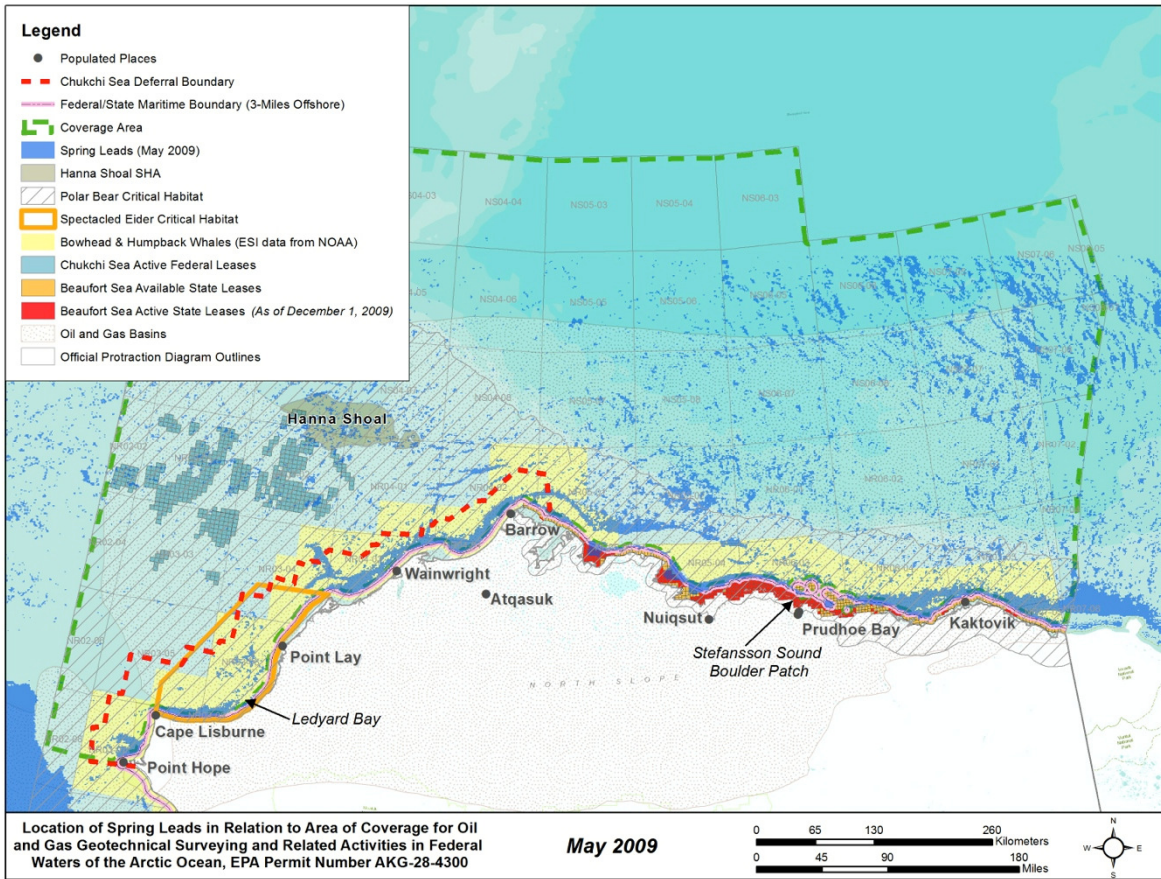 Legend
Populated Places
Chukchi Sea Deferral Boundary
Federal/State Maritime Boundary (3-Miles Offshore)
Coverage Area
Spring Leads (May 2009)
Hanna Shoal SHA
Polar Bear Critical Habitat
Spectacled Eider Critical Habitat
Bowhead & Humpback Whales (ESI data from NOAA)
Chukchi Sea Active Federal Leases
Beaufort Sea Available State Leases
Beaufort Sea Active State Leases (As of December 1, 2009)
Oil and Gas Basins
Official Protraction Diagram Outlines
NS04-04
NS05-03
NS05-04
NS06-03
Hanna Shoal
Barrow
Wainwright
Atqasuk
Nuiqsut
Prudhoe Bay
Kaktovik
Stefansson Sound
Boulder Patch
Point Lay
NORTH SLOPE
Ledyard Bay
Cape Lisburne
Point Hope
Location of Spring Leads in Relation to Area of Coverage for Oil
and Gas Geotechnical Surveying and Related Activities in Federal
Waters of the Arctic Ocean, EPA Permit Number AKG-28-4300
May 2009
0 65 130 260
Kilometers
0 45 90 180
Miles
N
W E
S